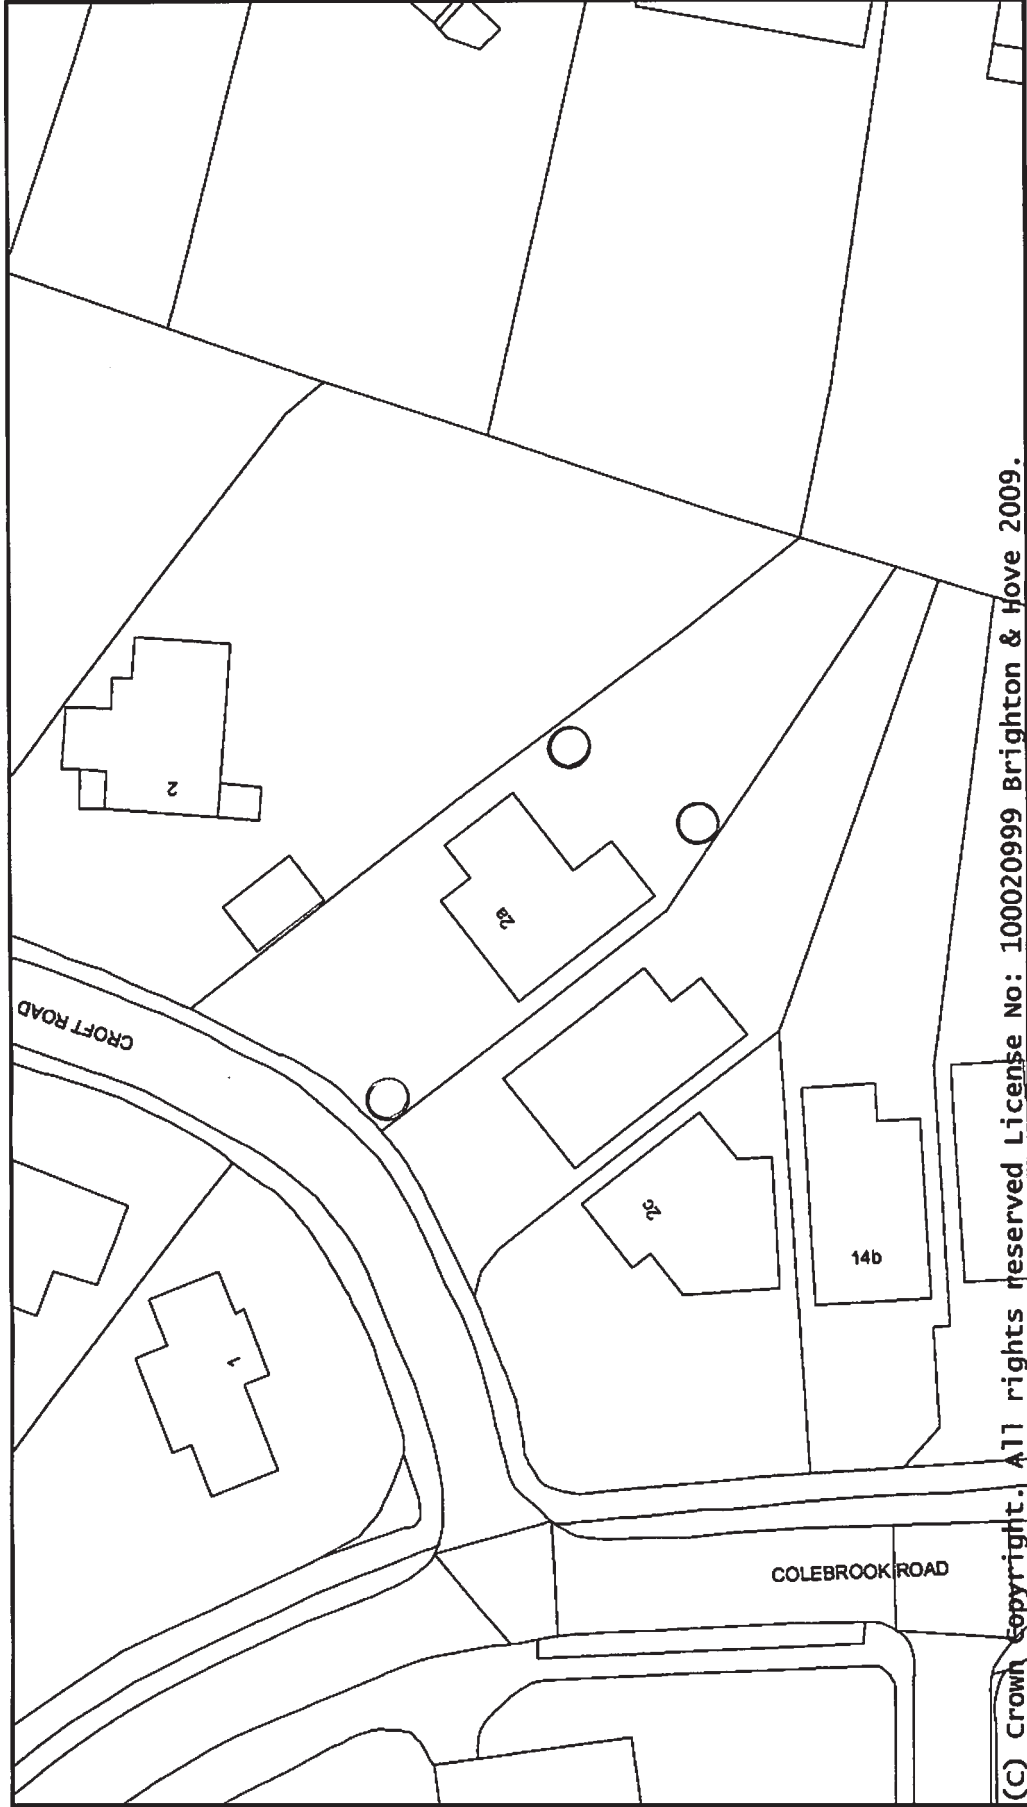 CROFT ROAD
2
2a
2c
1
14b
COLEBROOK ROAD
(C) Crown Copyright. All rights reserved License No: 100020999 Brighton & Hove 2009.